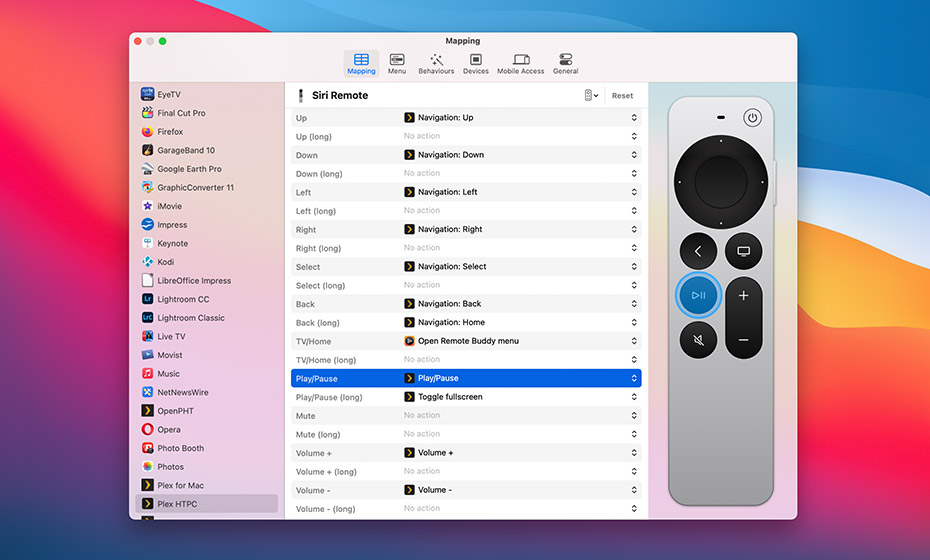 Mapping
Mapping Menu Behaviours Devices Mobile Access General
EyeTV
Final Cut Pro
Firefox
GarageBand 10
Google Earth Pro
GraphicConverter 11
iMovie
Impress
Keynote
Kodi
LibreOffice Impress
Lightroom CC
Lightroom Classic
Live TV
Movist
Music
NetNewsWire
OpenPHT
Opera
Photo Booth
Photos
Plex for Mac
Plex HTPC
Siri Remote Reset
Up Navigation: Up
Up (long) No action
Down Navigation: Down
Down (long) No action
Left Navigation: Left
Left (long) No action
Right Navigation: Right
Right (long) No action
Select Navigation: Select
Select (long) No action
Back Navigation: Back
Back (long) Navigation: Home
TV/Home Open Remote Buddy menu
TV/Home (long) No action
Play/Pause Play/Pause
Play/Pause (long) Toggle fullscreen
Mute No action
Mute (long) No action
Volume + Volume +
Volume + (long) No action
Volume - Volume -
Volume - (long) No action